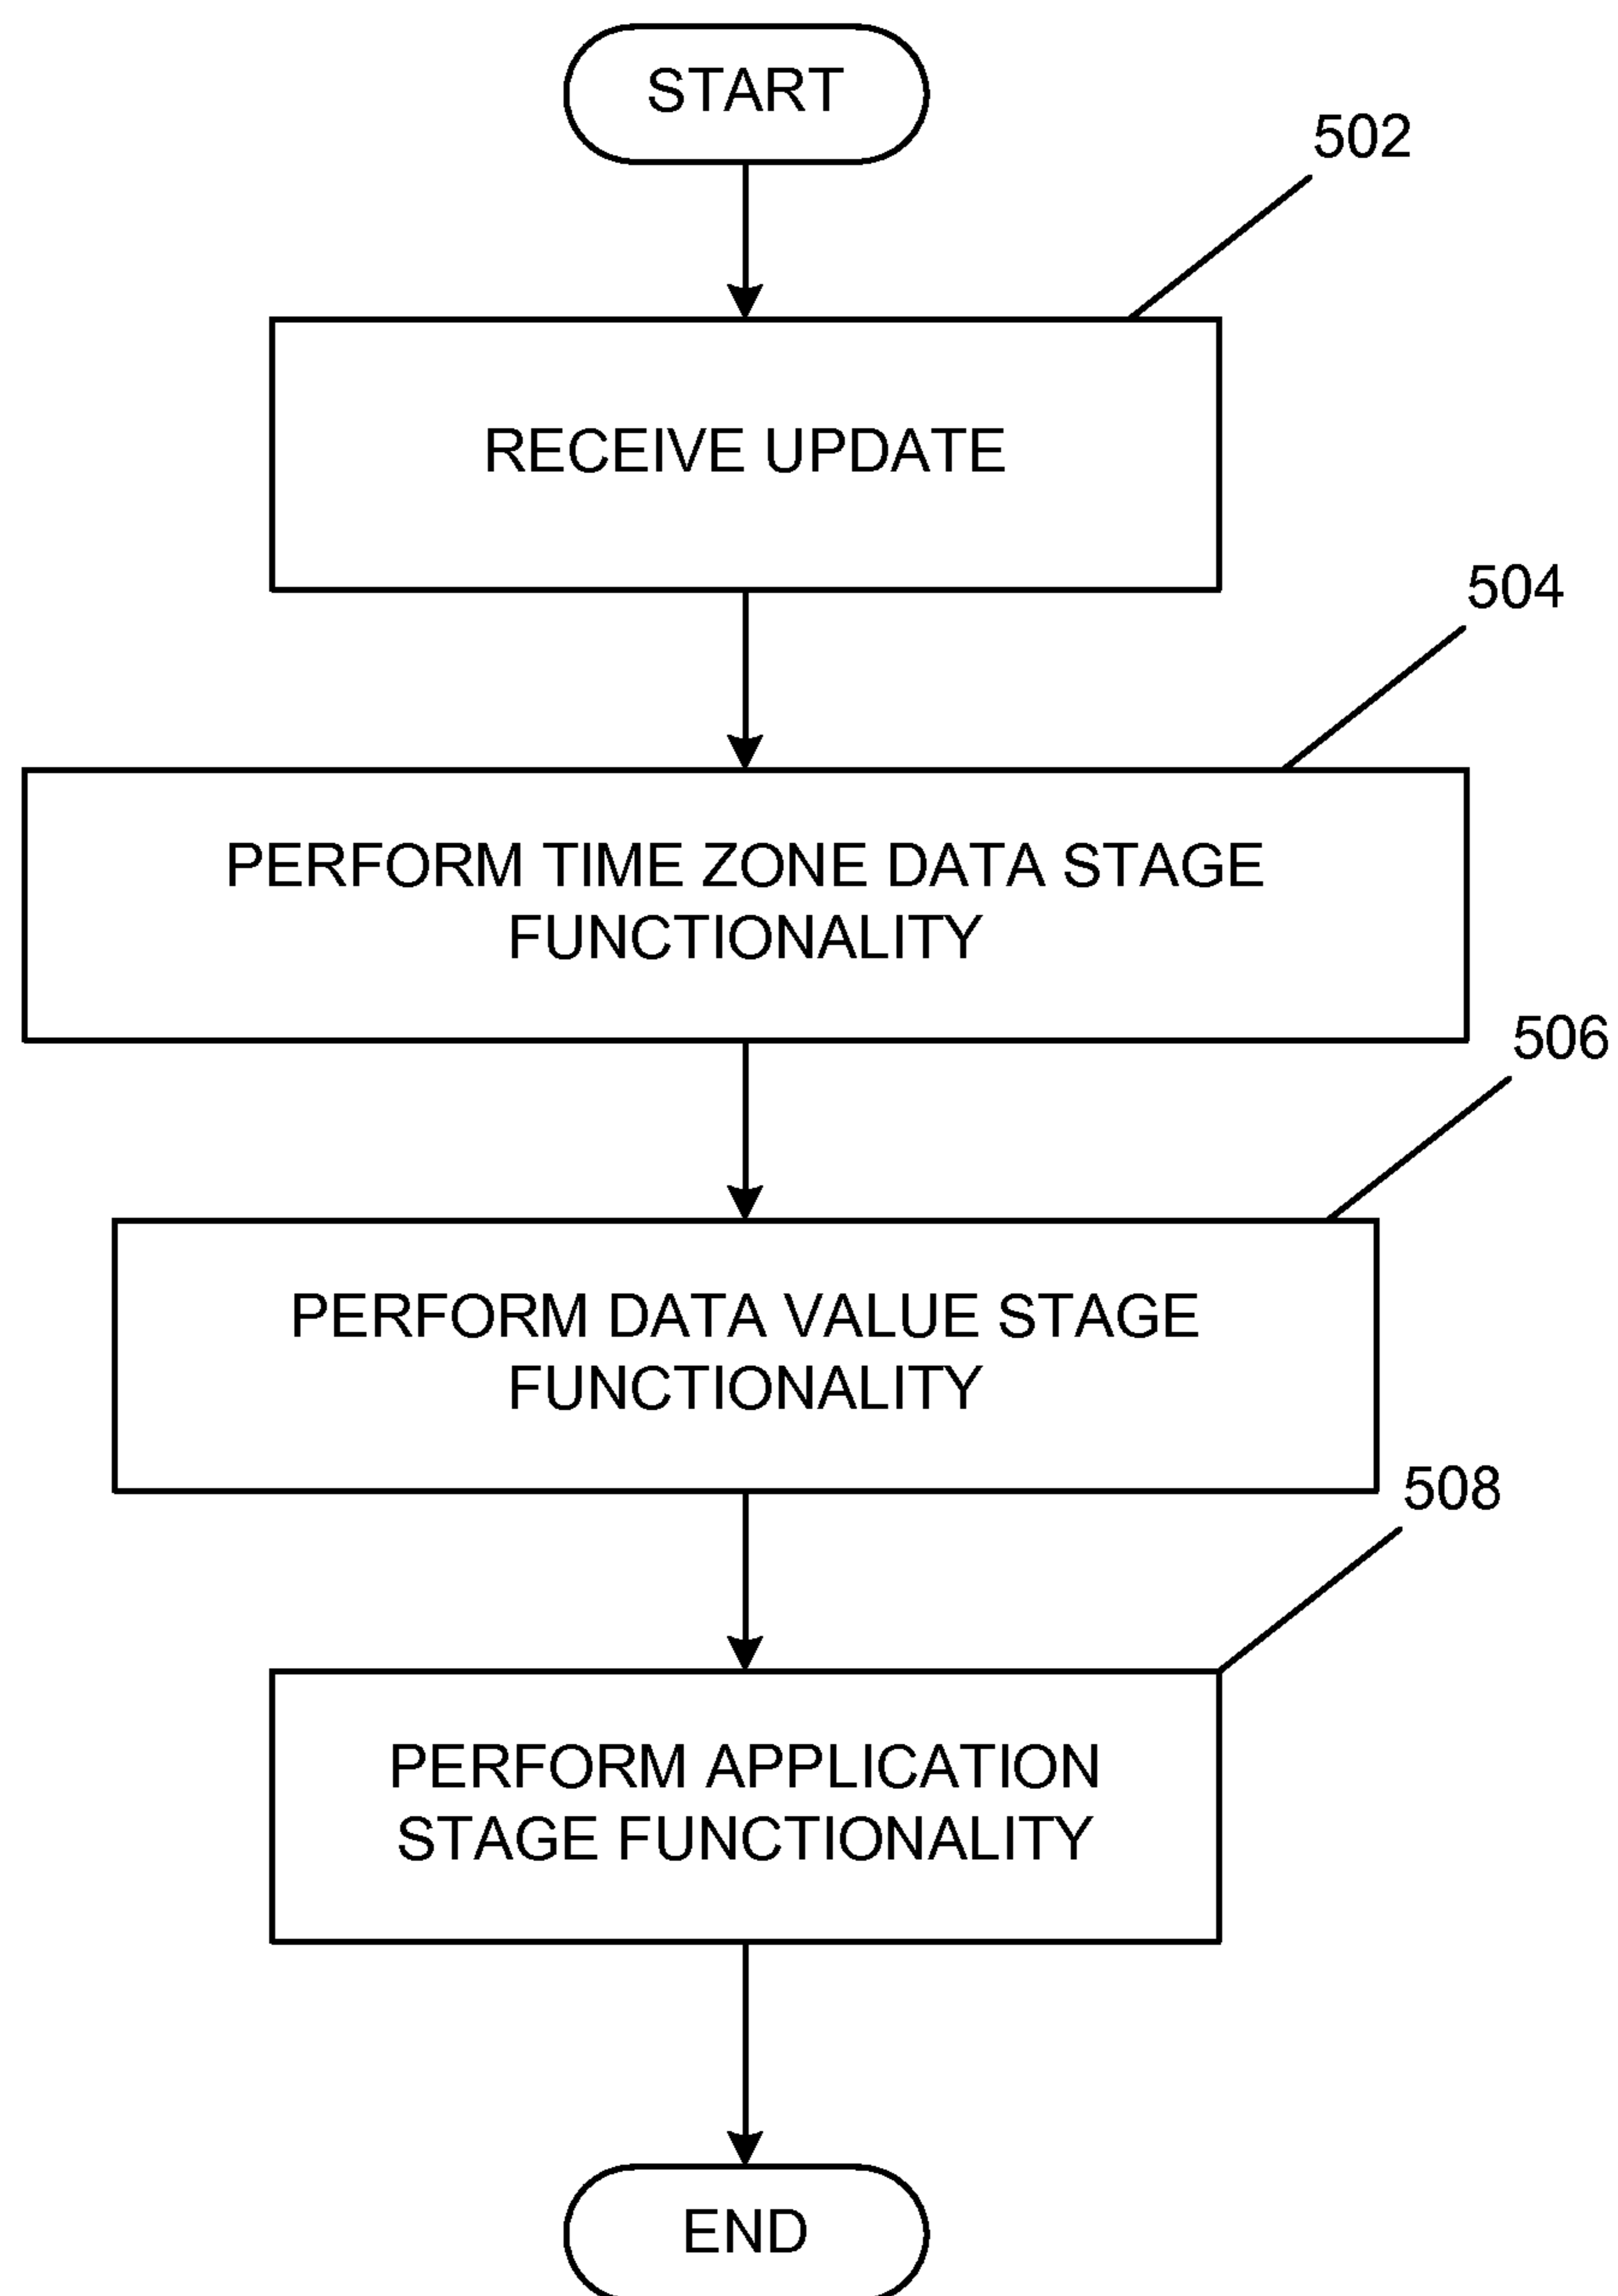 START
502
RECEIVE UPDATE
504
PERFORM TIME ZONE DATA STAGE
FUNCTIONALITY
506
PERFORM DATA VALUE STAGE
FUNCTIONALITY
508
PERFORM APPLICATION
STAGE FUNCTIONALITY
END